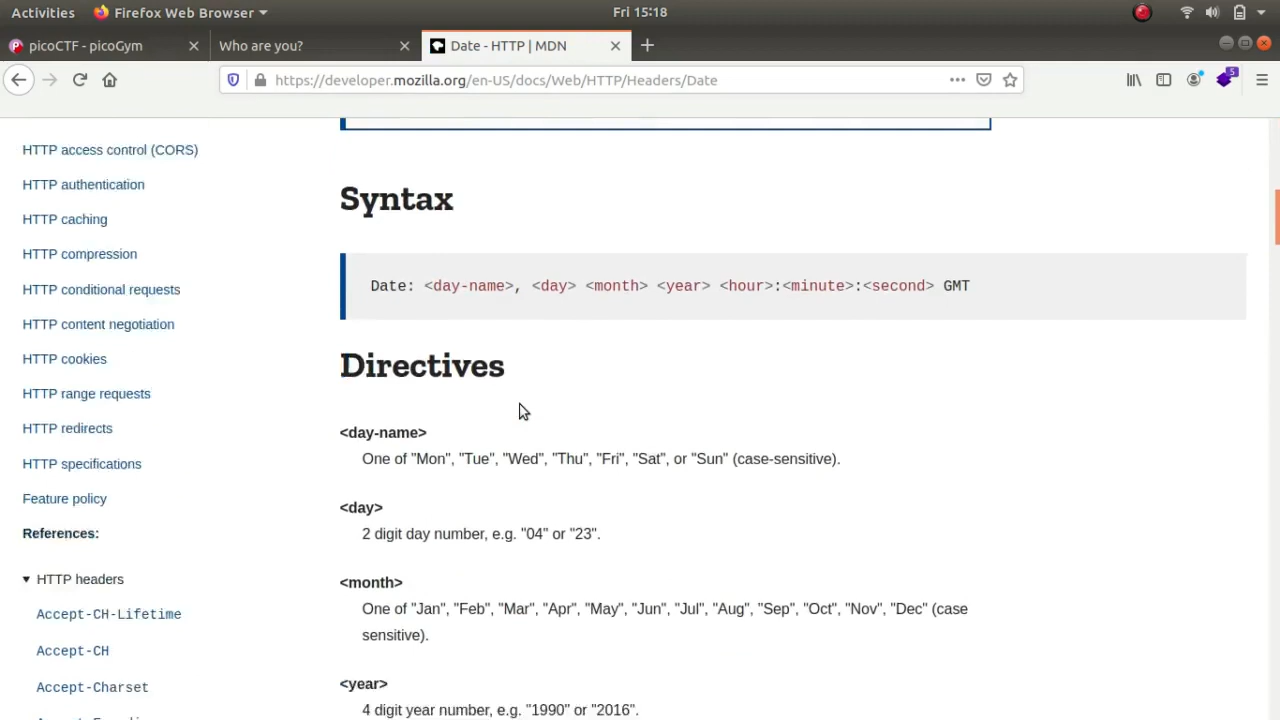 Activities Firefox Web Browser Fri 15:18
picoCTF - picoGym Who are you? Date - HTTP | MDN
https://developer.mozilla.org/en-US/docs/Web/HTTP/Headers/Date 5
HTTP access control (CORS)
HTTP authentication
HTTP caching
HTTP compression
HTTP conditional requests
HTTP content negotiation
HTTP cookies
HTTP range requests
HTTP redirects
HTTP specifications
Feature policy
References:
HTTP headers
Accept-CH-Lifetime
Accept-CH
Accept-Charset
Syntax
Date: <day-name>, <day> <month> <year> <hour>:<minute>:<second> GMT
Directives
<day-name>
One of "Mon", "Tue", "Wed", "Thu", "Fri", "Sat", or "Sun" (case-sensitive).
<day>
2 digit day number, e.g. "04" or "23".
<month>
One of "Jan", "Feb", "Mar", "Apr", "May", "Jun", "Jul", "Aug", "Sep", "Oct", "Nov", "Dec" (case
sensitive).
<year>
4 digit year number, e.g. "1990" or "2016".